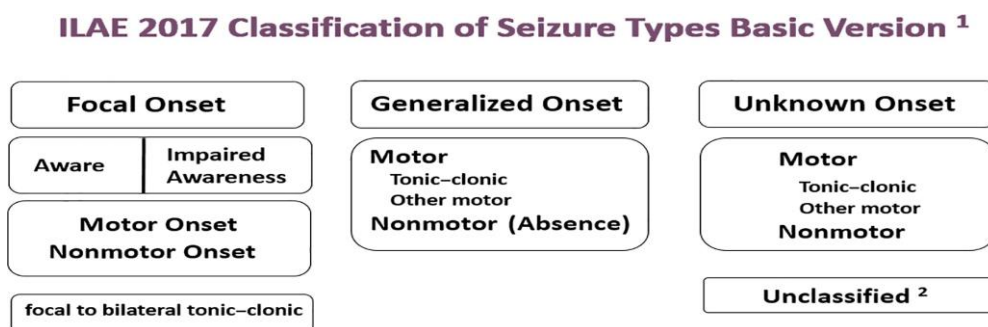 ILAE 2017 Classification of Seizure Types Basic Version ¹
Focal Onset
Aware
Impaired
Awareness
Motor Onset
Nonmotor Onset
focal to bilateral tonic–clonic
Generalized Onset
Motor
Tonic–clonic
Other motor
Nonmotor (Absence)
Unknown Onset
Motor
Tonic–clonic
Other motor
Nonmotor
Unclassified ²